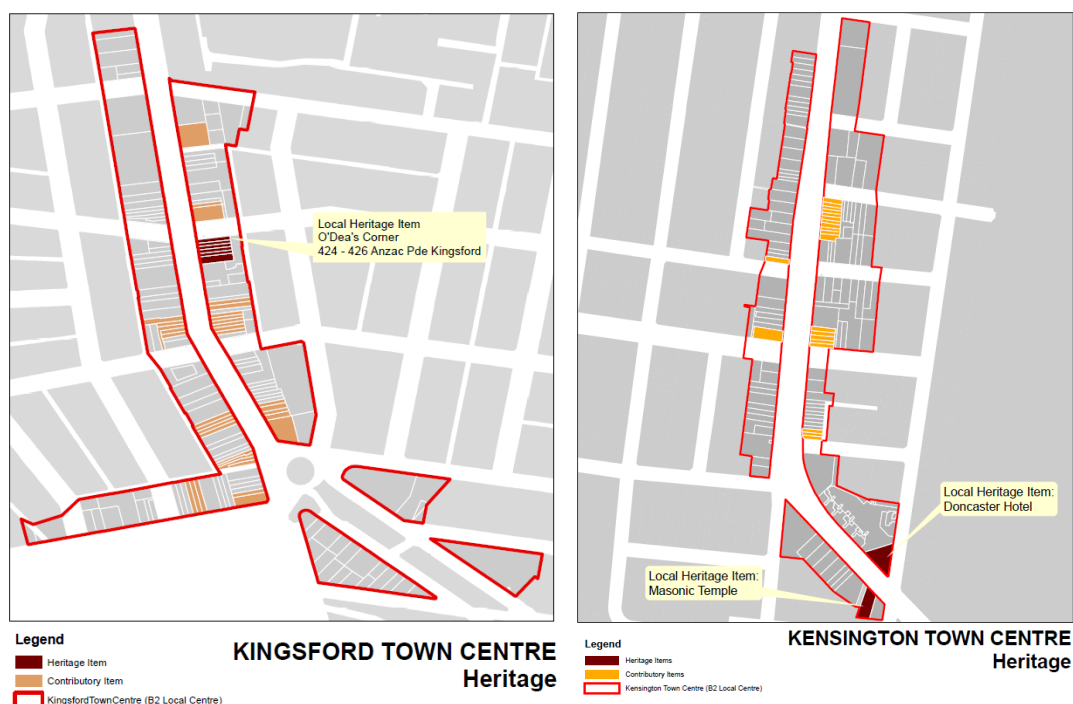 Local Heritage Item
O'Dea's Corner
424 - 426 Anzac Pde Kingsford
Legend
Heritage Item
Contributory Item
KingsfordTownCentre (B2 Local Centre)
KINGSFORD TOWN CENTRE
Heritage
Local Heritage Item:
Doncaster Hotel
Local Heritage Item:
Masonic Temple
Legend
Heritage Items
Contributory Items
Kensington Town Centre (B2 Local Centre)
KENSINGTON TOWN CENTRE
Heritage